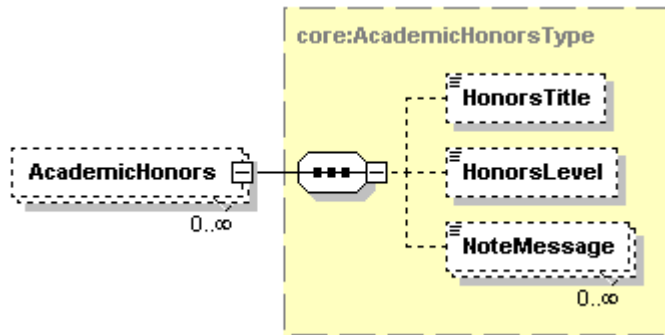 core:AcademicHonorsType
HonorsTitle
AcademicHonors
HonorsLevel
0..∞
NoteMessage
0..∞